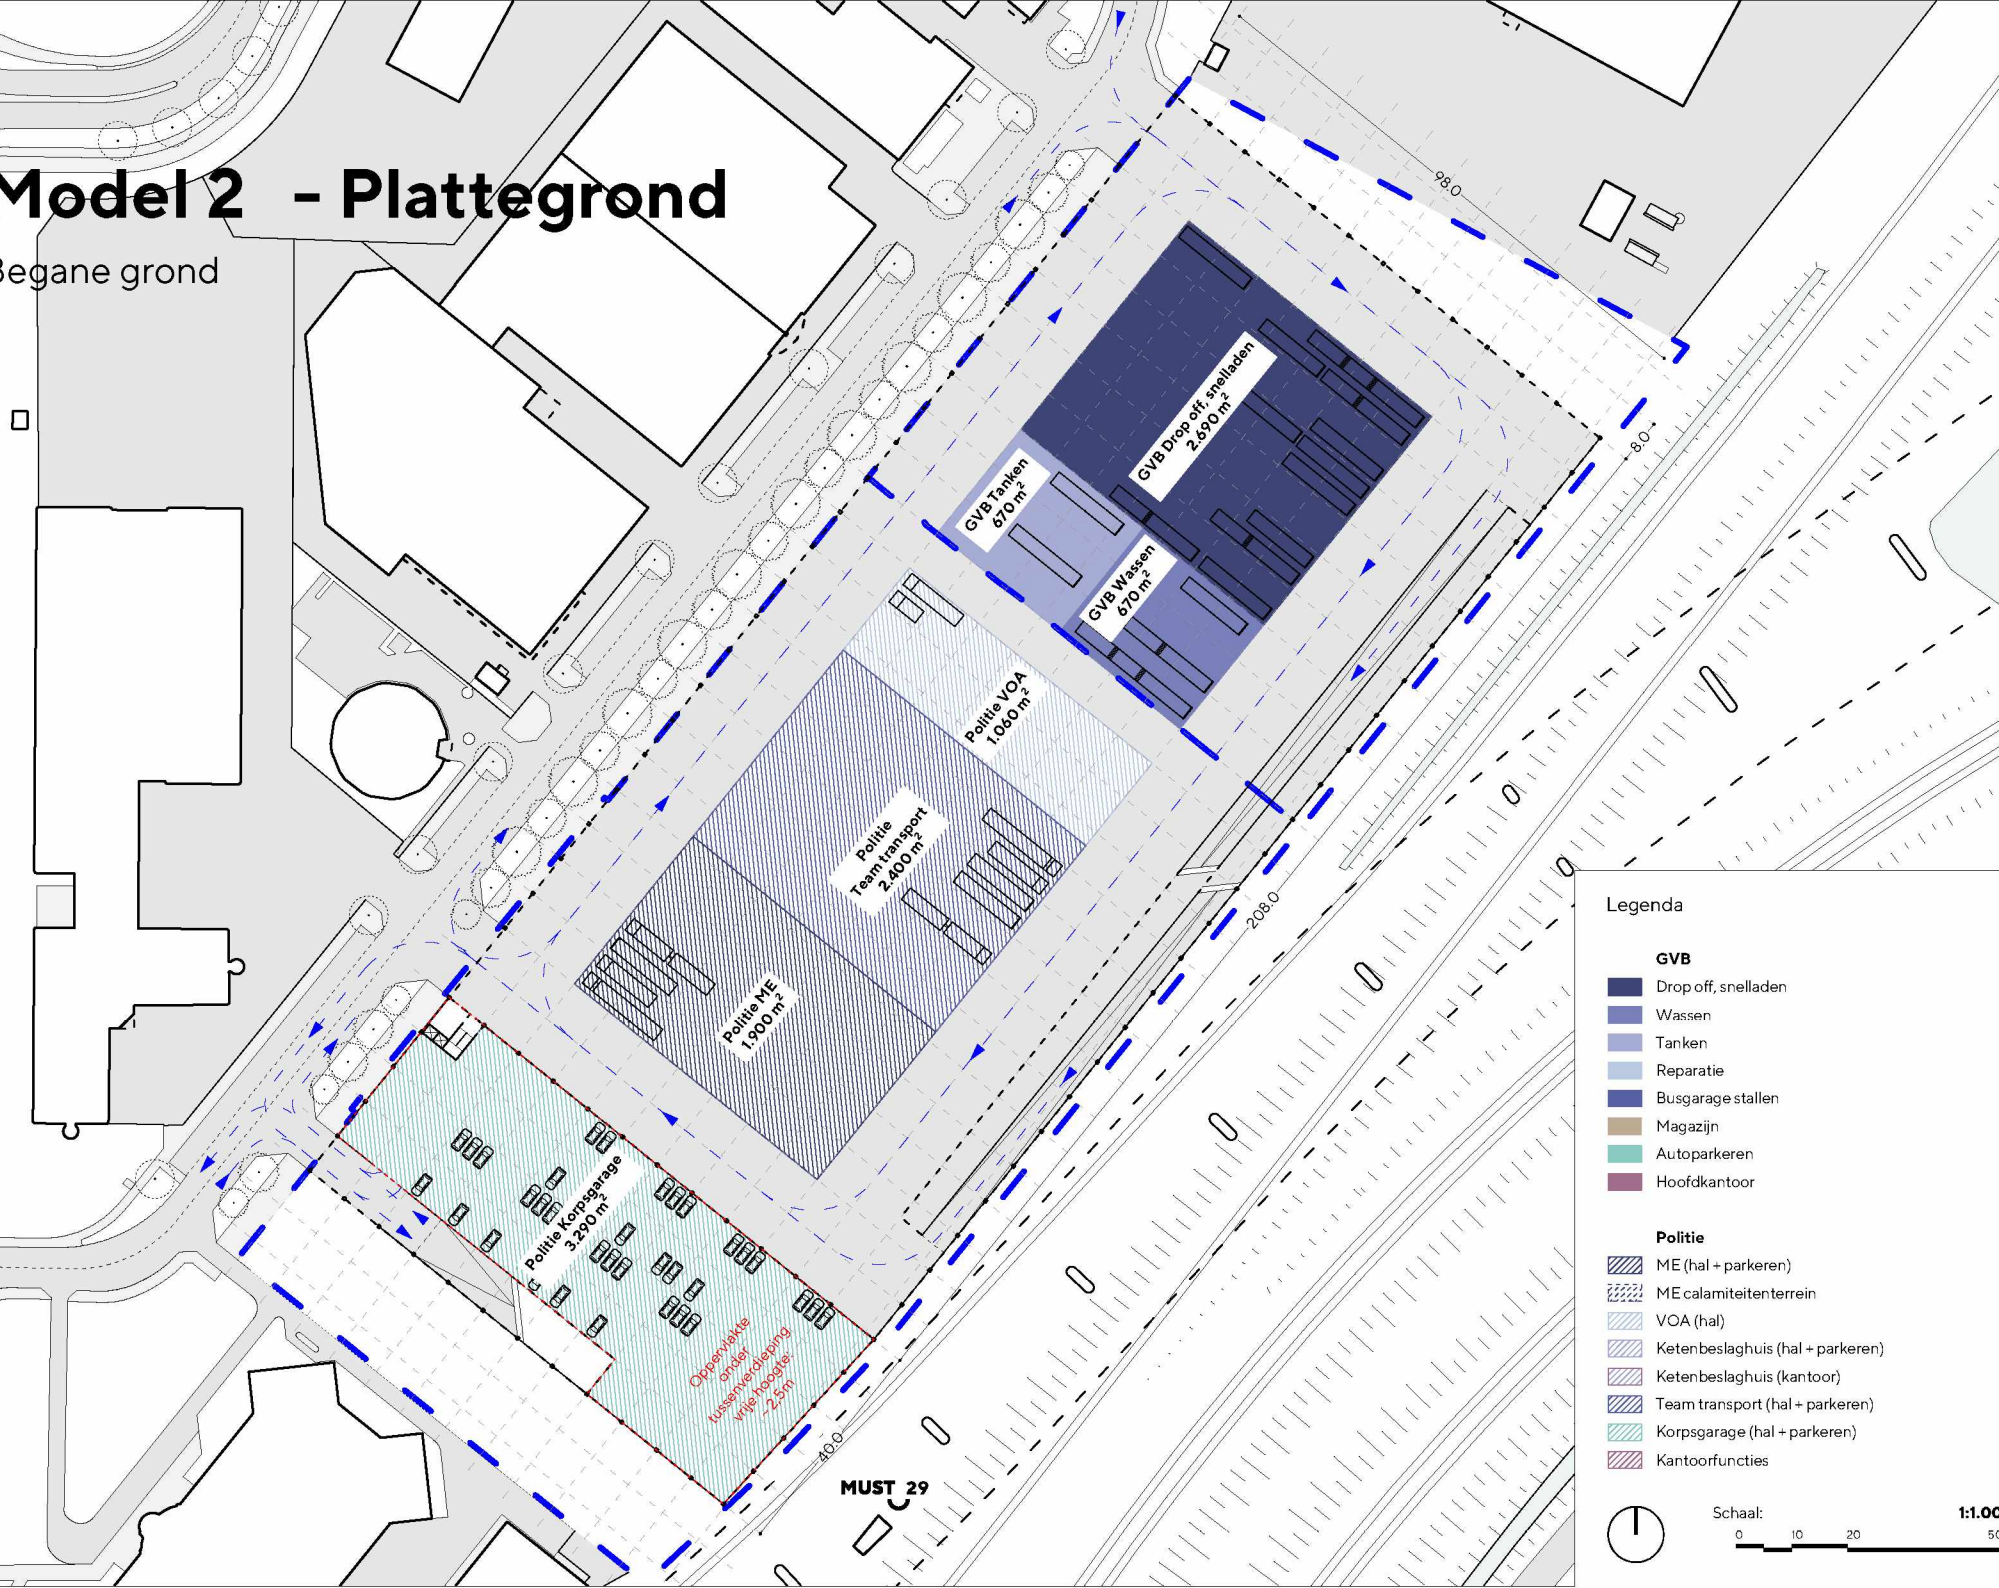 Model 2 - Plattegrond
Begane grond
98.0
GVB Drop off, snelladen
2.690 m²
8.0
GVB Tanken
670 m²
GVB Wassen
670 m²
Politie VOA
1.060 m²
Politie
Team transport
2.400 m²
208.0
Politie ME
1.900 m²
Politie Korpsgarage
3.290 m²
Oppervlakte
onder
tussenverdieping
vrije hoogte:
~2,5m
40.0
MUST 29
Legenda
GVB
Drop off, snelladen
Wassen
Tanken
Reparatie
Busgarage stallen
Magazijn
Autoparkeren
Hoofdkantoor
Politie
ME (hal + parkeren)
ME calamiteitenterrein
VOA (hal)
Ketenbeslaghuis (hal + parkeren)
Ketenbeslaghuis (kantoor)
Team transport (hal + parkeren)
Korpsgarage (hal + parkeren)
Kantoorfuncties
Schaal: 1:1.00
0 10 20 50